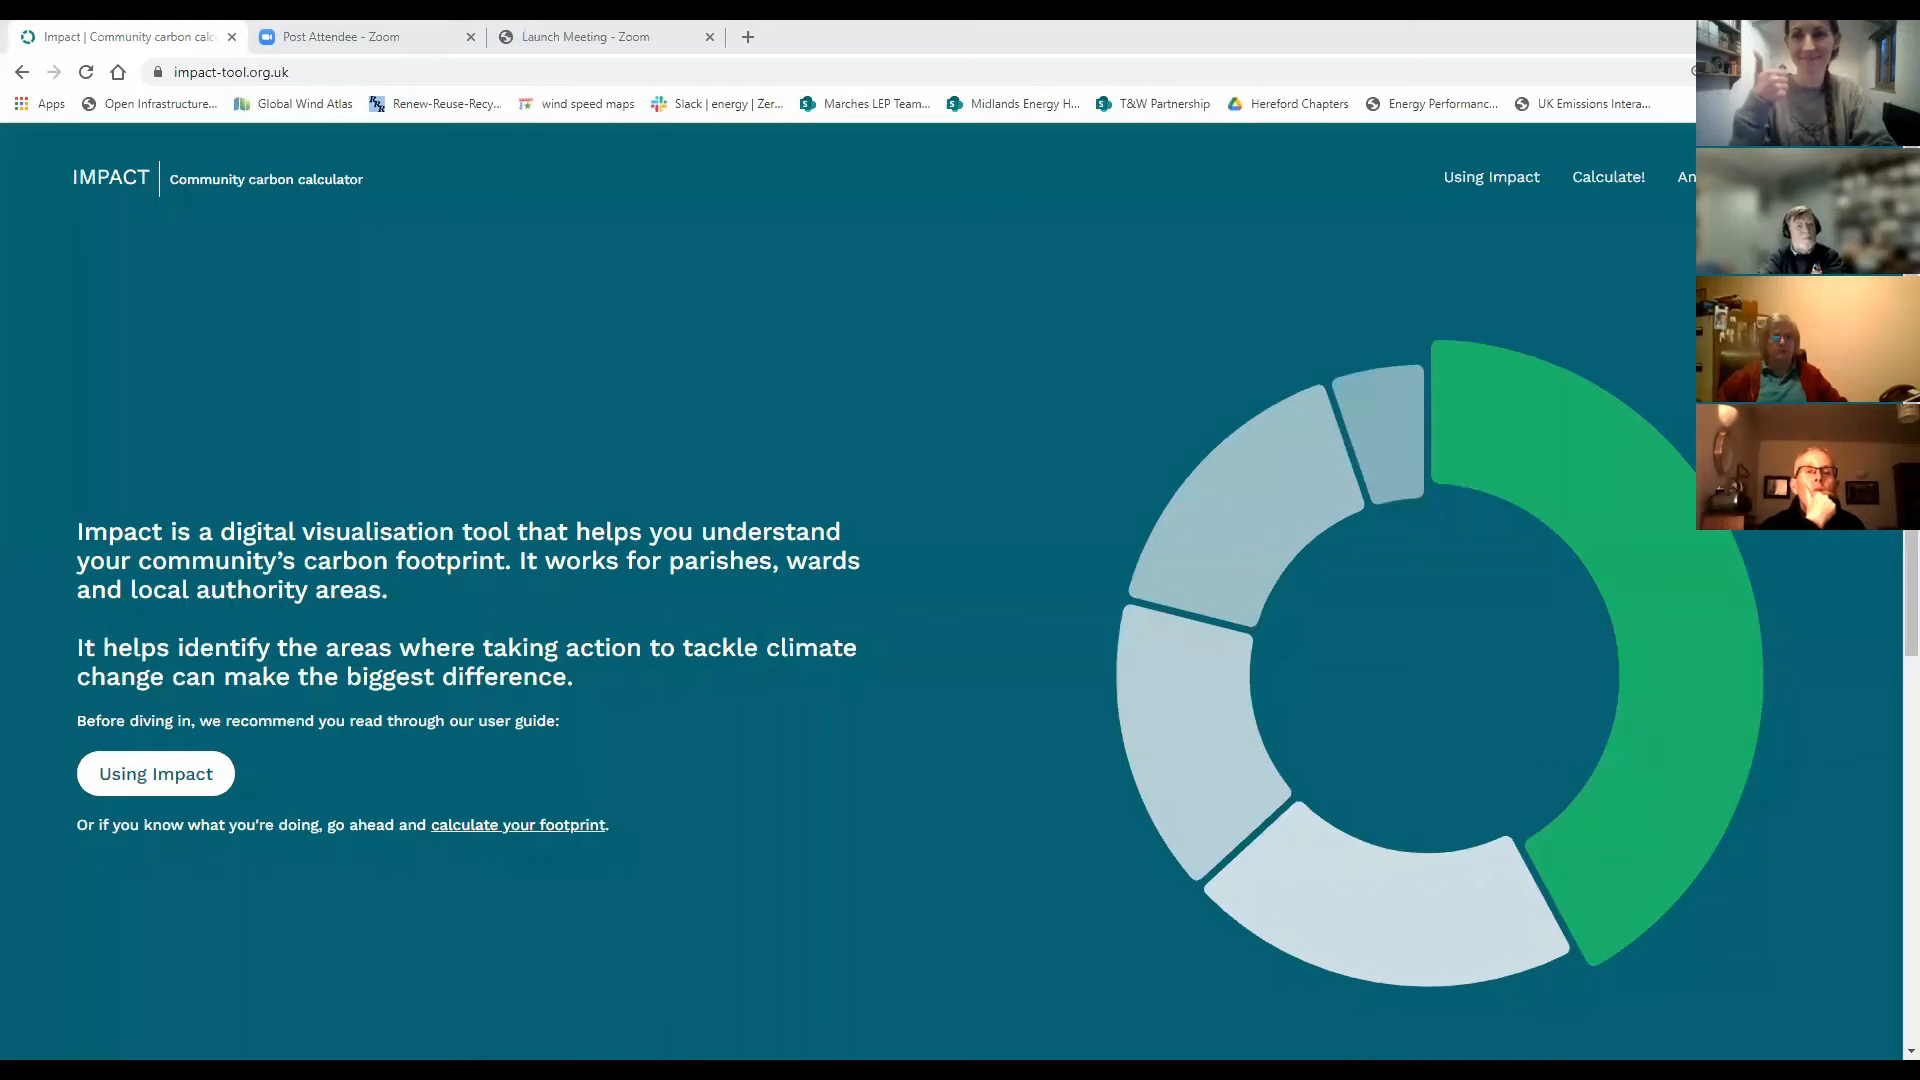 Impact | Community carbon calc
Post Attendee - Zoom
Launch Meeting - Zoom
impact-tool.org.uk
Apps
Open Infrastructure...
Global Wind Atlas
Renew-Reuse-Recy...
wind speed maps
Slack | energy | Zer...
Marches LEP Team...
Midlands Energy H...
T&W Partnership
Hereford Chapters
Energy Performanc...
UK Emissions Intera...
IMPACT
Community carbon calculator
Using Impact
Calculate!
An
Impact is a digital visualisation tool that helps you understand
your community’s carbon footprint. It works for parishes, wards
and local authority areas.
It helps identify the areas where taking action to tackle climate
change can make the biggest difference.
Before diving in, we recommend you read through our user guide:
Using Impact
Or if you know what you're doing, go ahead and calculate your footprint.